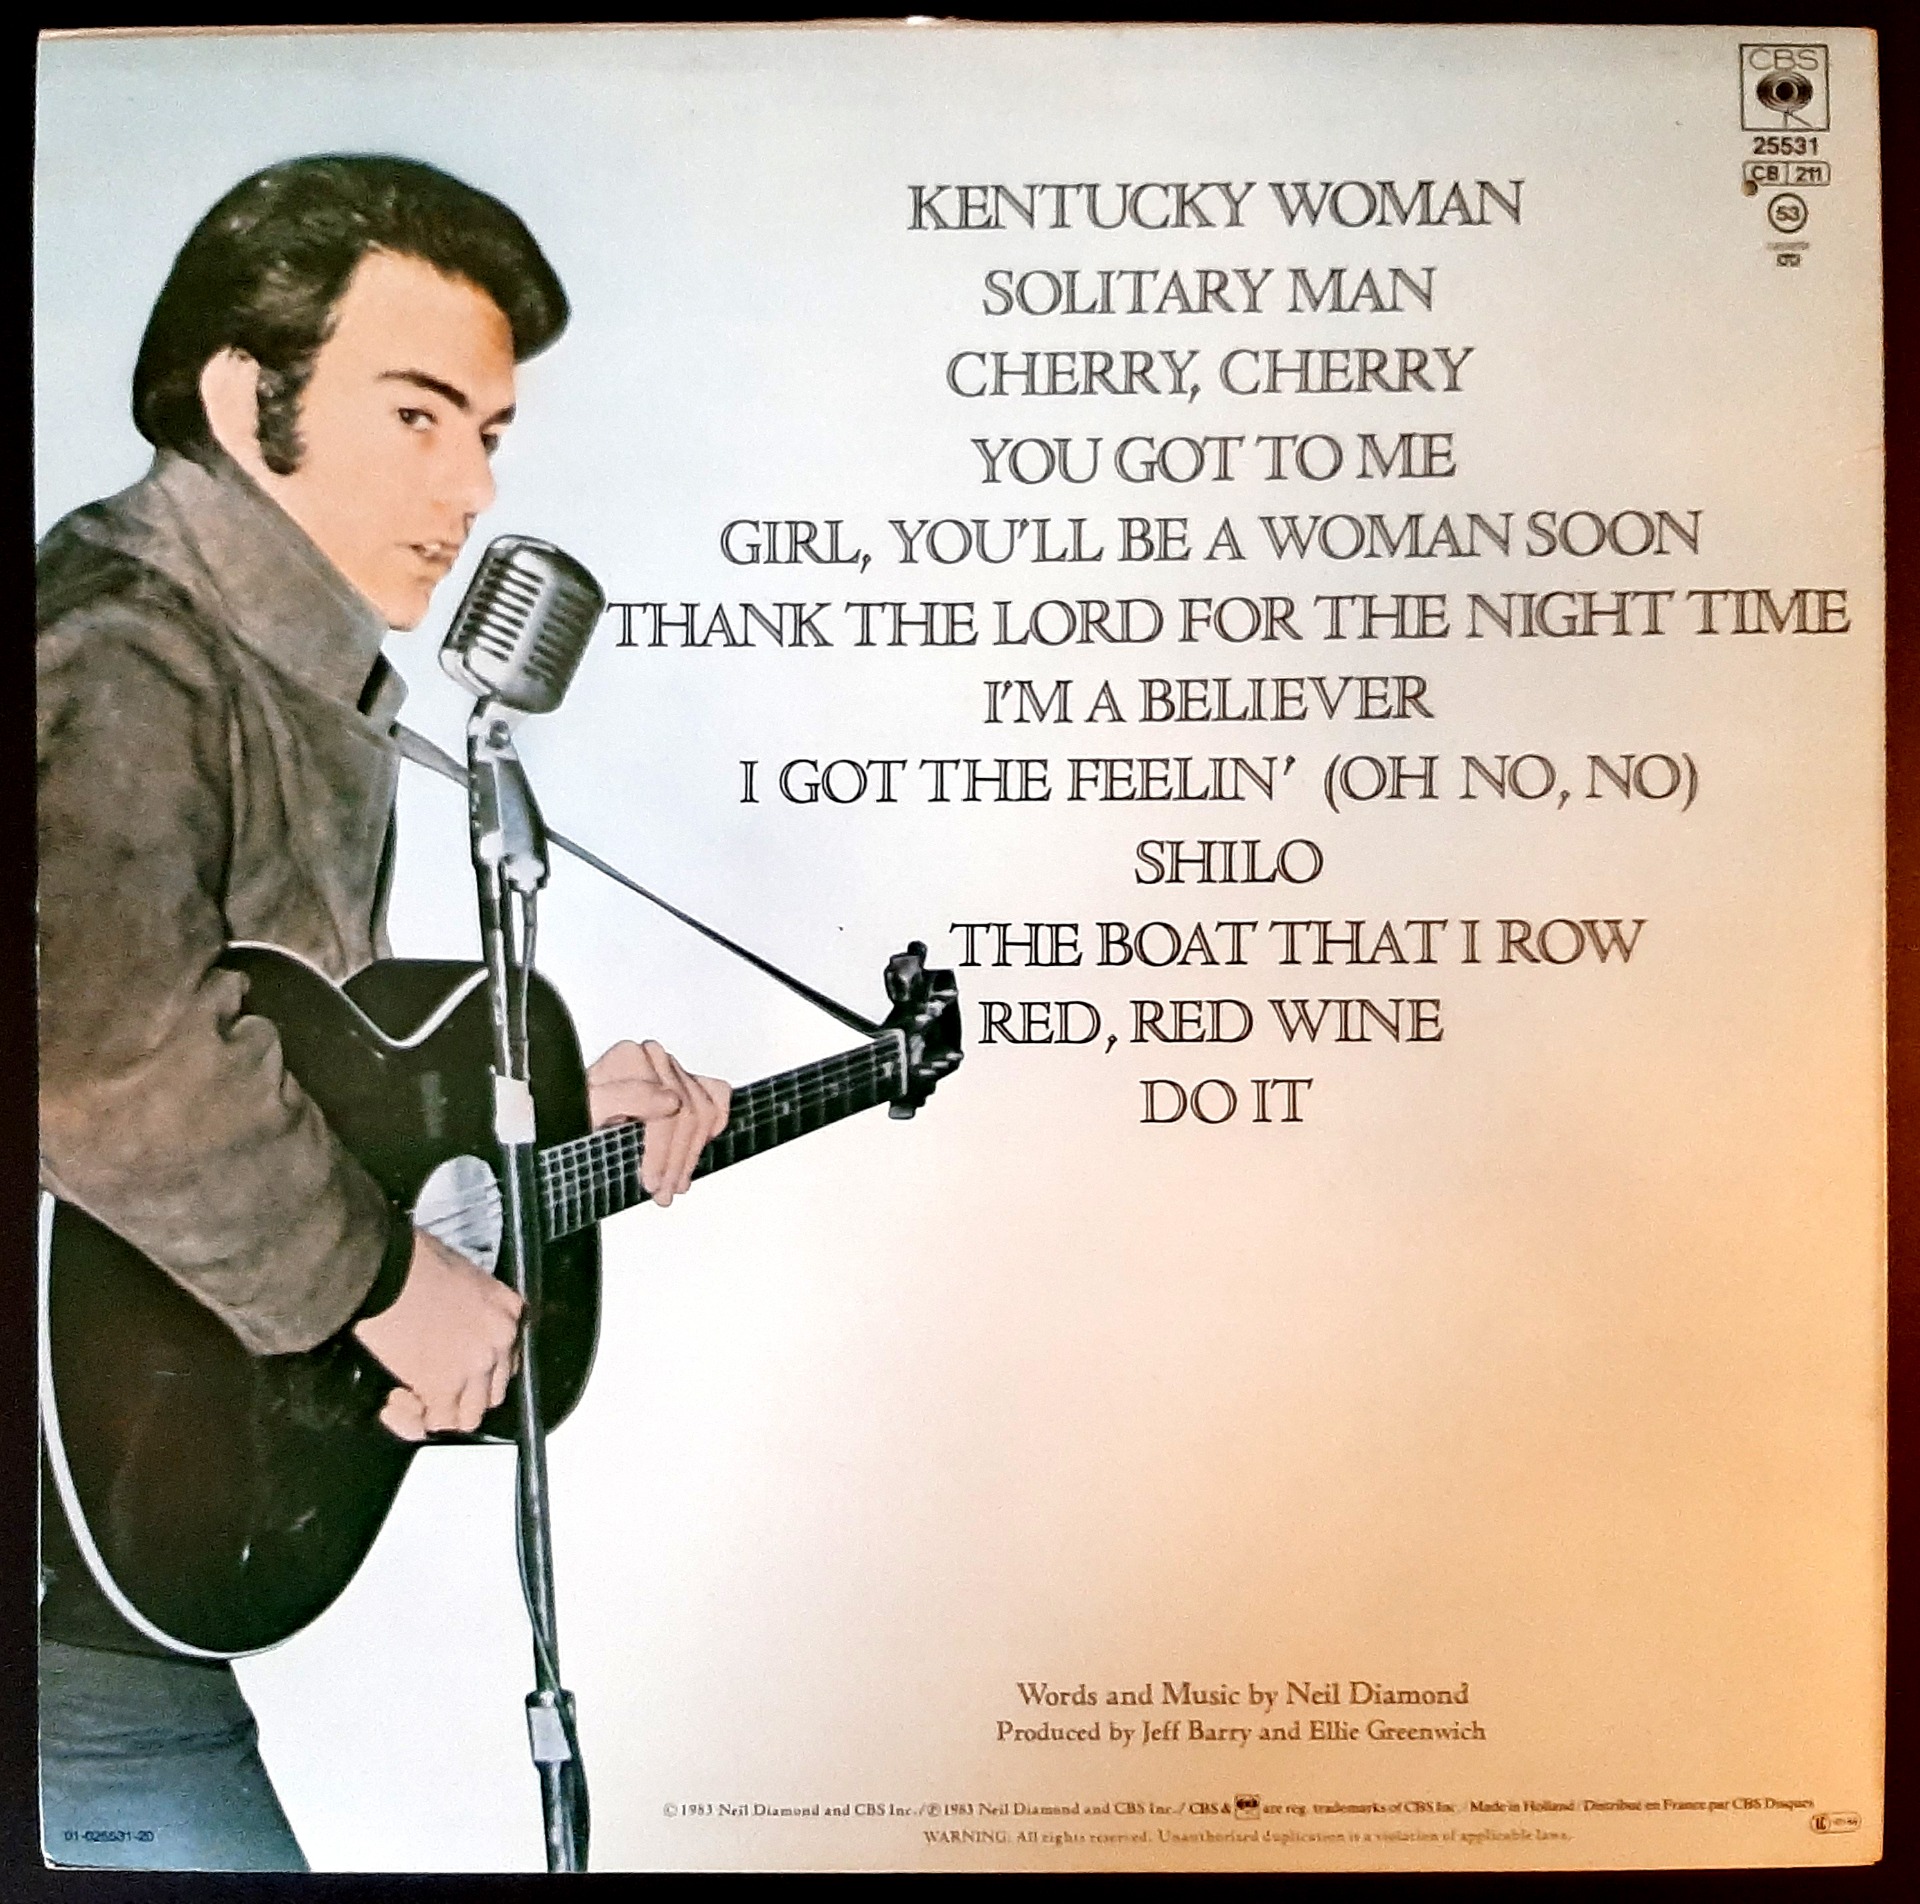 CBS
25531
CB 211
53
KENTUCKY WOMAN
SOLITARY MAN
CHERRY, CHERRY
YOU GOT TO ME
GIRL, YOU'LL BE A WOMAN SOON
THANK THE LORD FOR THE NIGHT TIME
I'M A BELIEVER
I GOT THE FEELIN' (OH NO, NO)
SHILO
THE BOAT THAT I ROW
RED, RED WINE
DO IT
Words and Music by Neil Diamond
Produced by Jeff Barry and Ellie Greenwich
© 1983 Neil Diamond and CBS Inc. / ℗ 1983 Neil Diamond and CBS Inc. / CBS & are reg. trademarks of CBS Inc. / Made in Holland / Distribué en France par CBS Disques
WARNING: All rights reserved. Unauthorized duplication is a violation of applicable laws.
01-025531-20